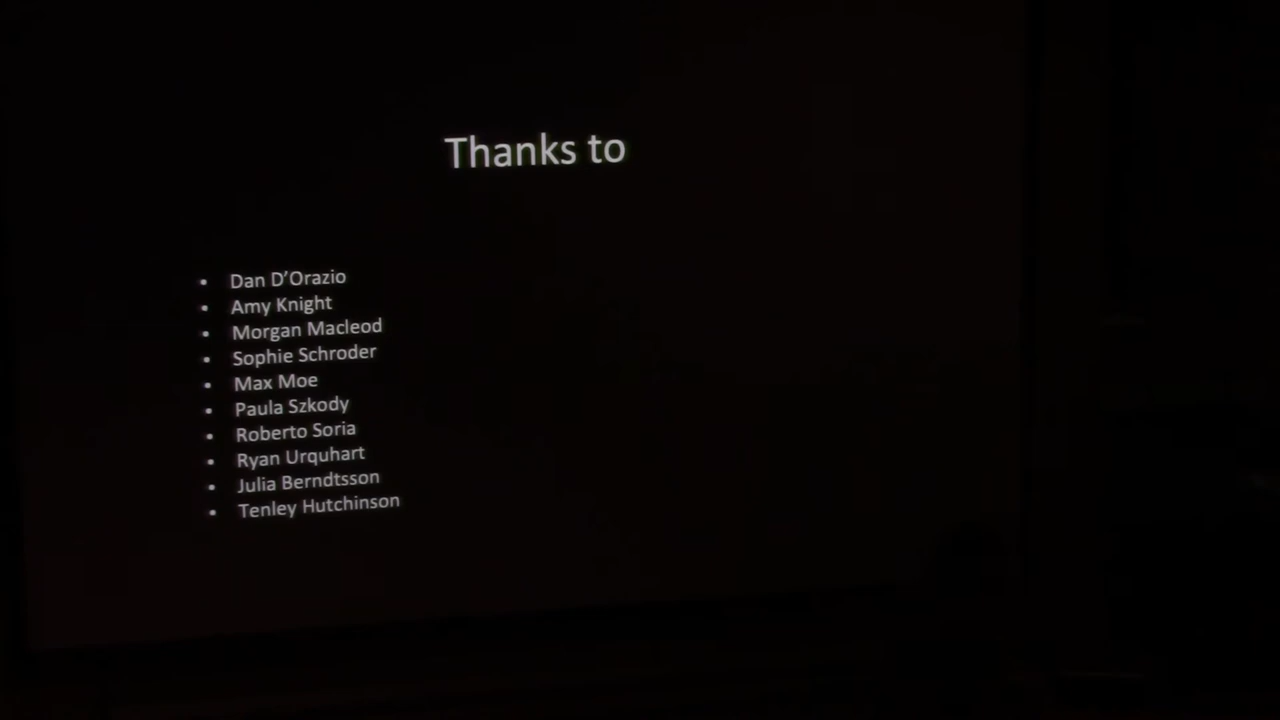 Thanks to
• Dan D’Orazio
• Amy Knight
• Morgan Macleod
• Sophie Schroder
• Max Moe
• Paula Szkody
• Roberto Soria
• Ryan Urquhart
• Julia Berndtsson
• Tenley Hutchinson